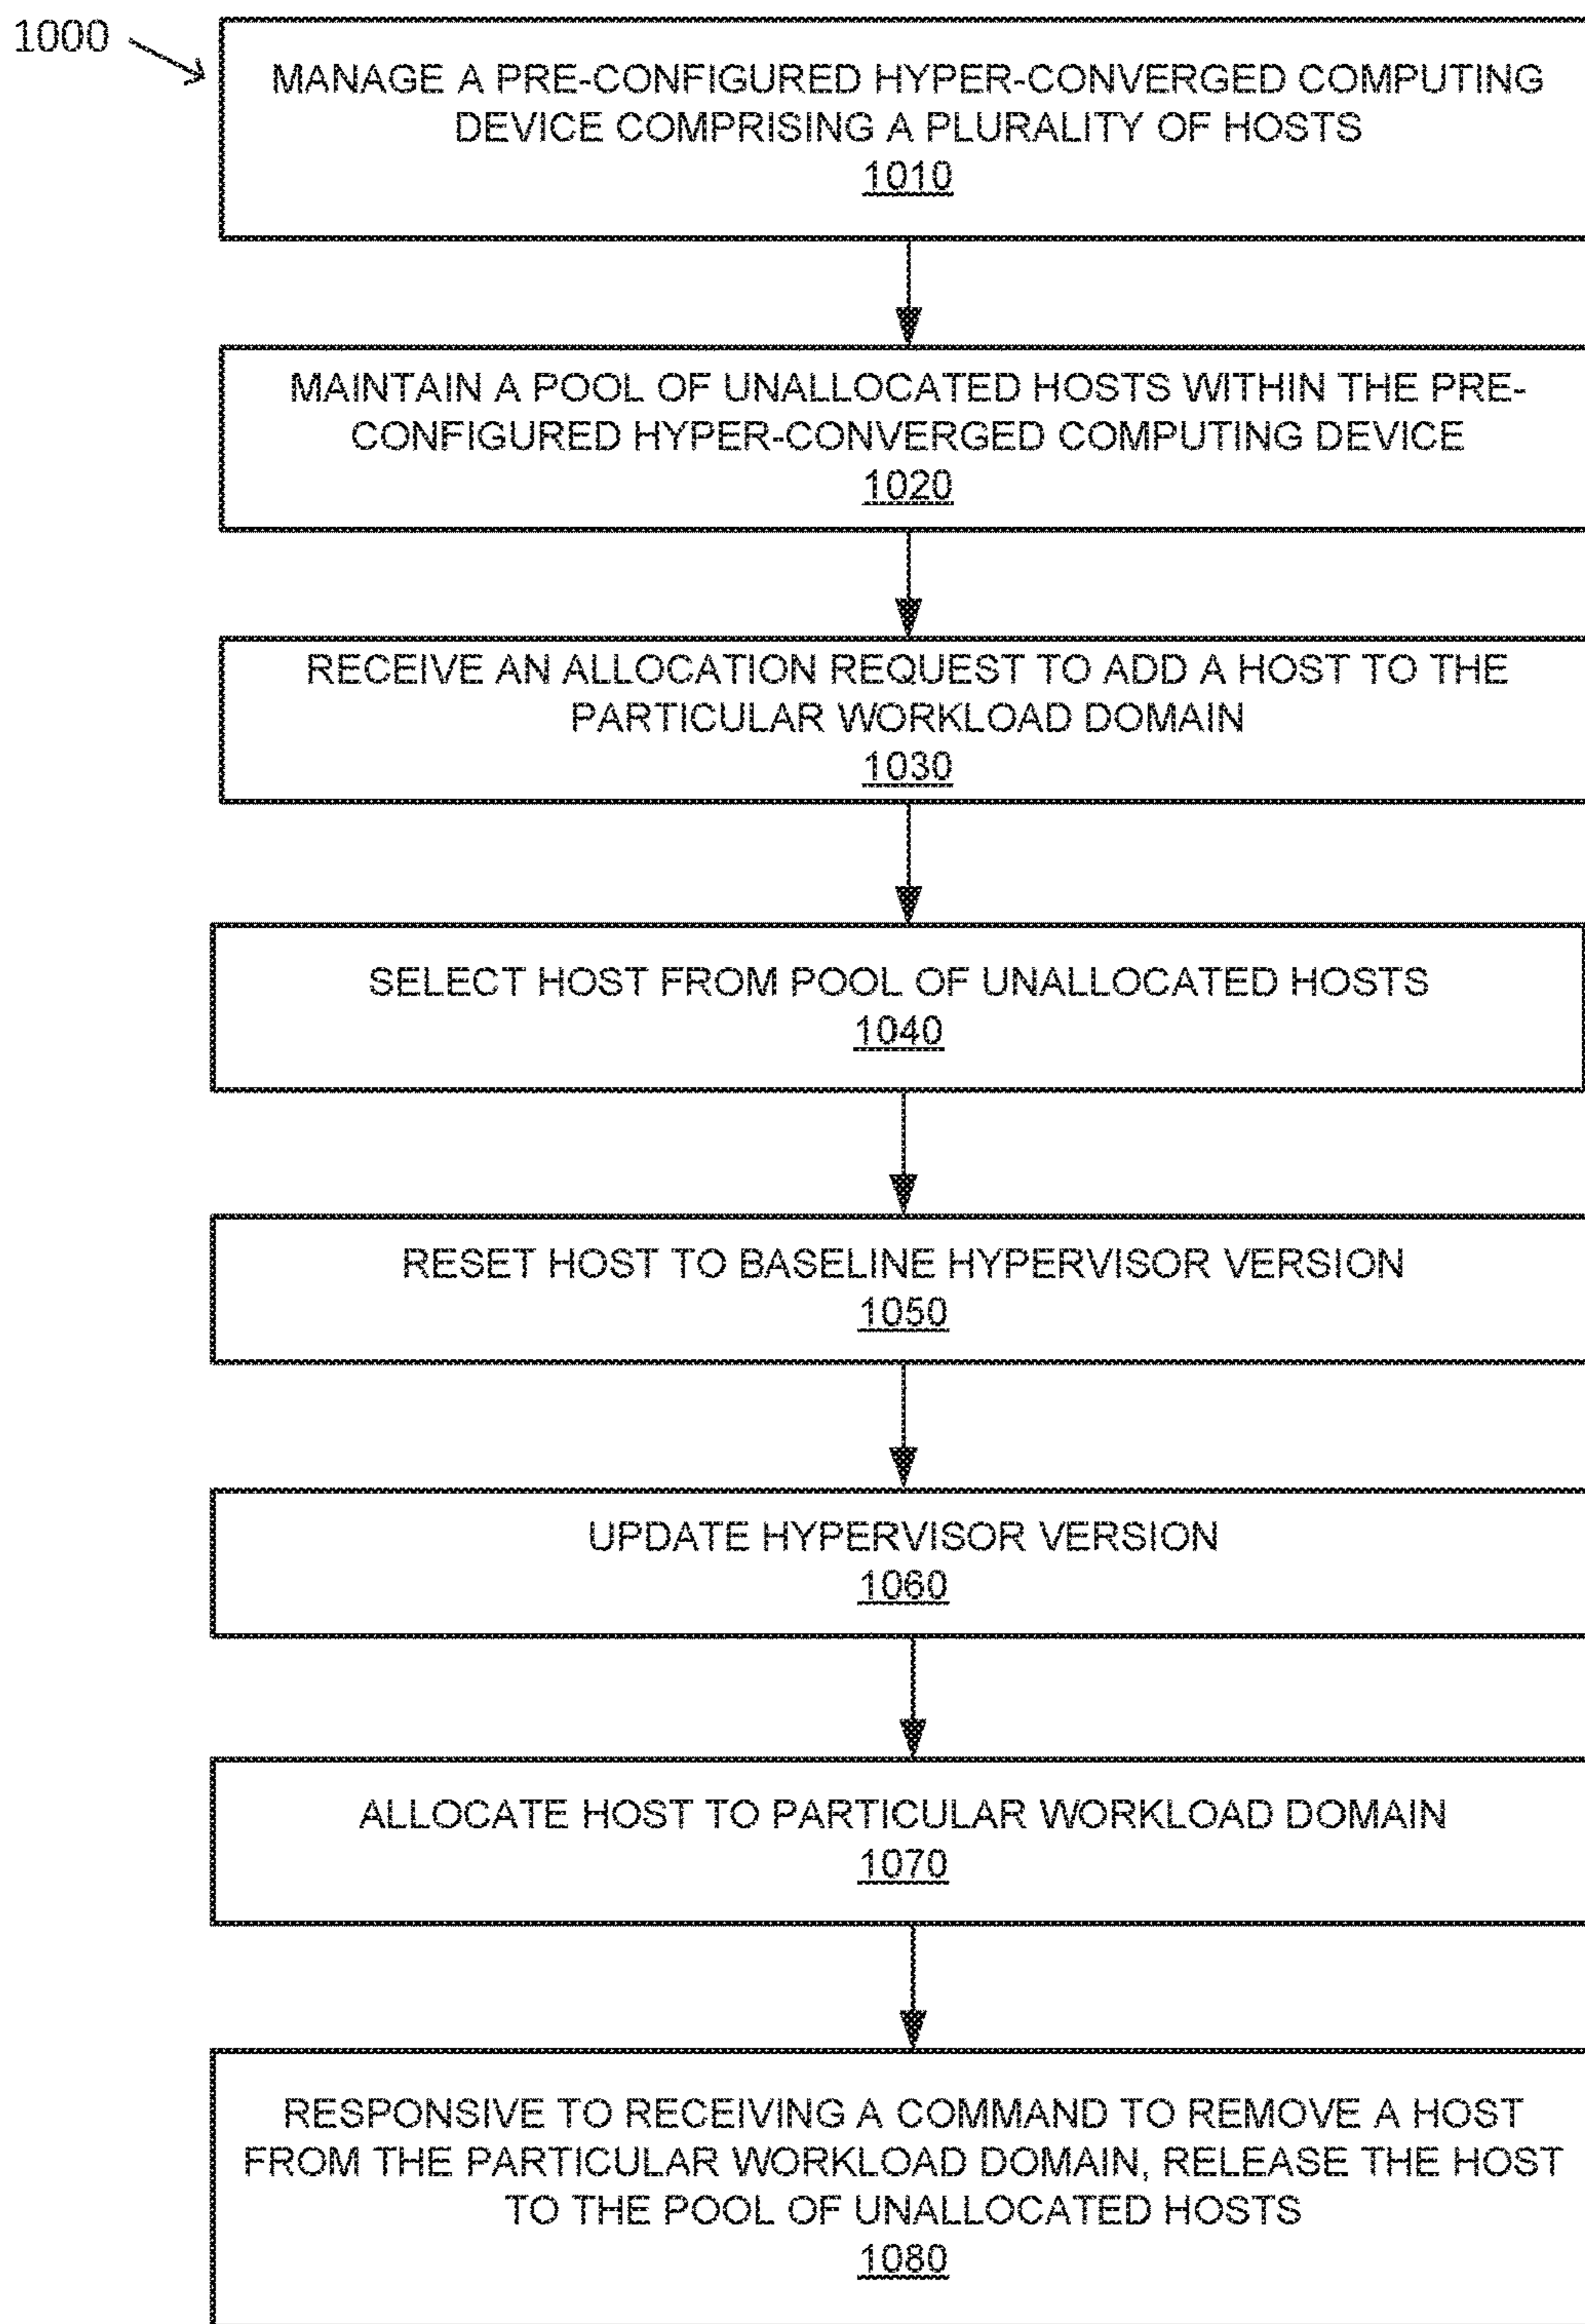 1000
MANAGE A PRE-CONFIGURED HYPER-CONVERGED COMPUTING
DEVICE COMPRISING A PLURALITY OF HOSTS
1010
MAINTAIN A POOL OF UNALLOCATED HOSTS WITHIN THE PRE-
CONFIGURED HYPER-CONVERGED COMPUTING DEVICE
1020
RECEIVE AN ALLOCATION REQUEST TO ADD A HOST TO THE
PARTICULAR WORKLOAD DOMAIN
1030
SELECT HOST FROM POOL OF UNALLOCATED HOSTS
1040
RESET HOST TO BASELINE HYPERVISOR VERSION
1050
UPDATE HYPERVISOR VERSION
1060
ALLOCATE HOST TO PARTICULAR WORKLOAD DOMAIN
1070
RESPONSIVE TO RECEIVING A COMMAND TO REMOVE A HOST
FROM THE PARTICULAR WORKLOAD DOMAIN, RELEASE THE HOST
TO THE POOL OF UNALLOCATED HOSTS
1080